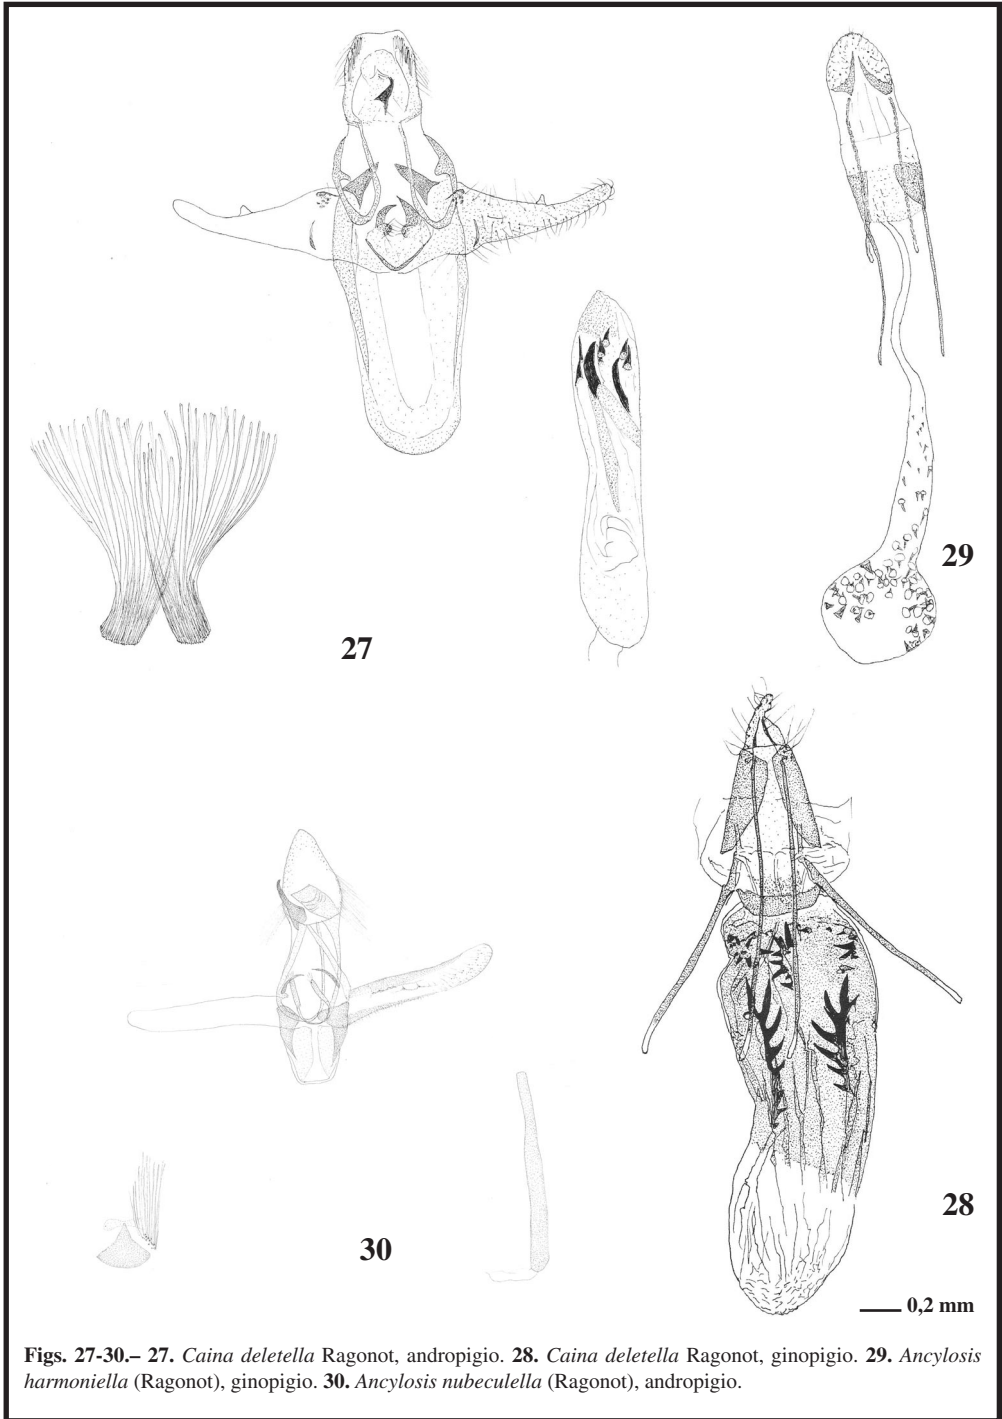 29
27
28
30
0,2 mm
Figs. 27-30.– 27. Caina deletella Ragonot, andropigio. 28. Caina deletella Ragonot, ginopigio. 29. Ancylosis
harmoniella (Ragonot), ginopigio. 30. Ancylosis nubeculella (Ragonot), andropigio.